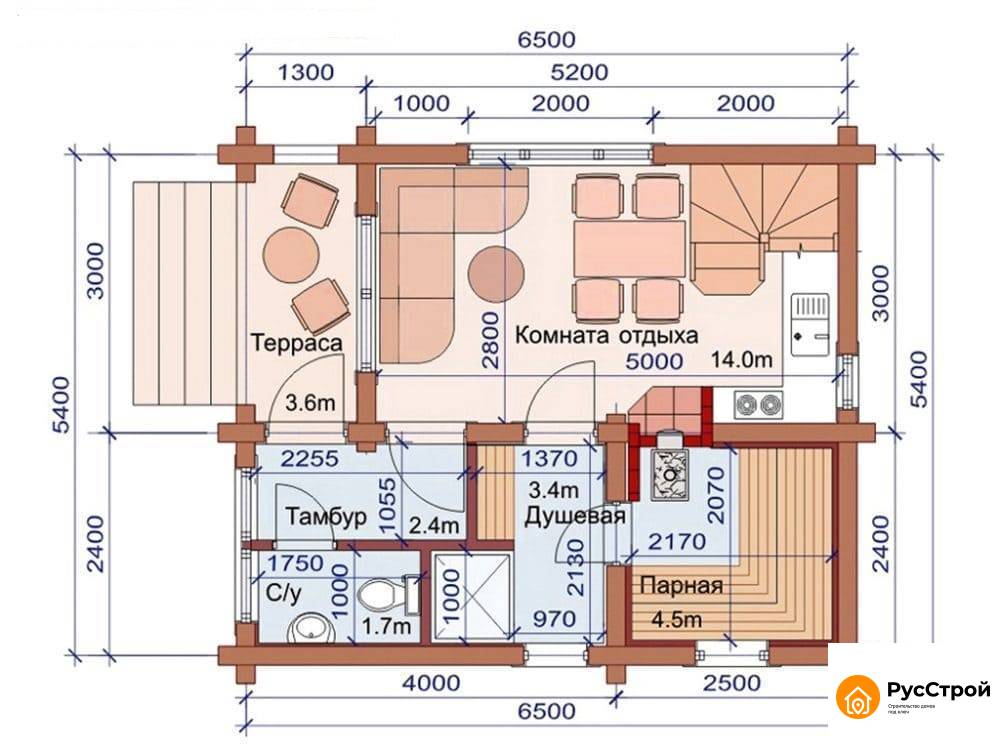 6500
1300
5200
1000
2000
2000
3000
2800
3000
Терраса
Комната отдыха
5000
14.0m
3.6m
5400
5400
2255
1370
3.4m
2070
1055
Тамбур
2.4m
Душевая
2400
2170
2400
1750
С/у
1000
1.7m
1000
2130
970
Парная
4.5m
4000
2500
6500
РусСтрой
Строительство домов
под ключ